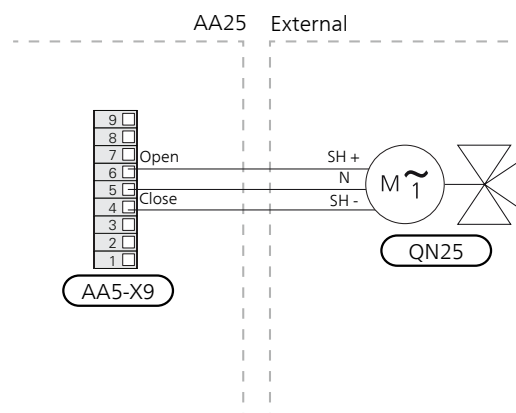 AA25 External
9
8
7
Open SH +
6
N
5
Close
4 SH -
3
2
1
M ~ 1
QN25
AA5-X9